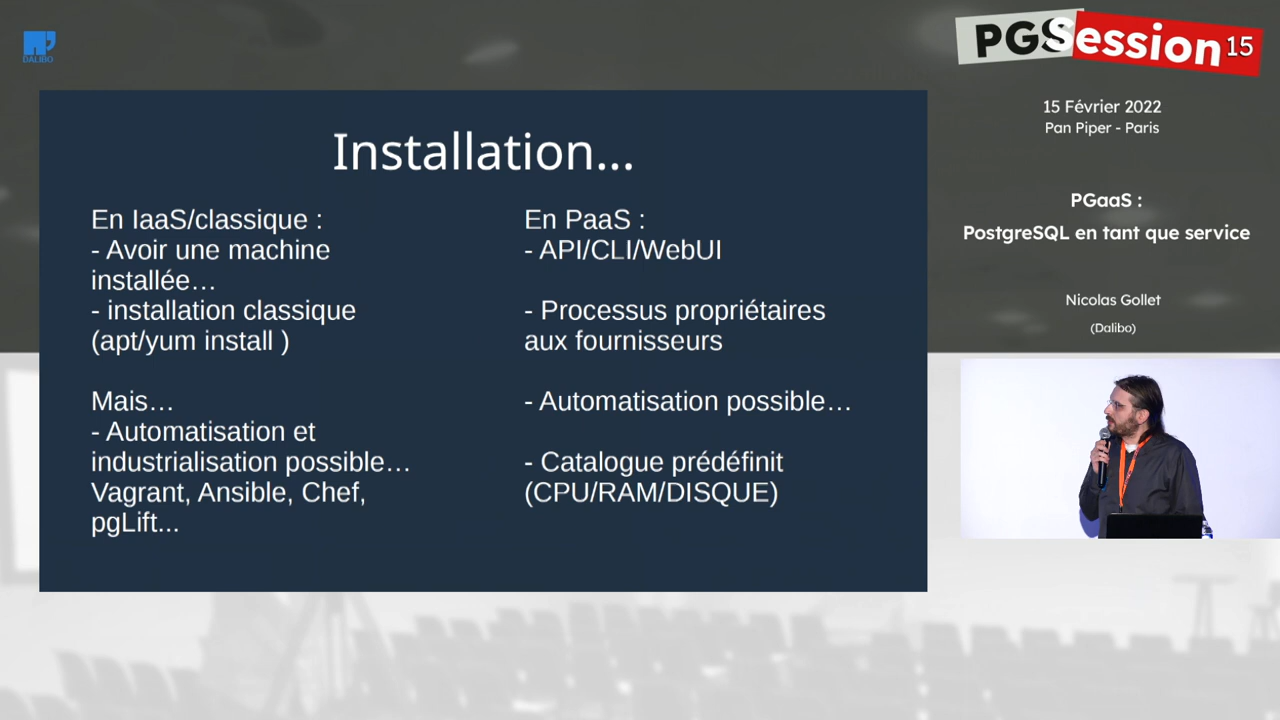 DALIBO
PGSession 15
15 Février 2022
Pan Piper - Paris
PGaaS :
PostgreSQL en tant que service
Nicolas Gollet
(Dalibo)
Installation...
En IaaS/classique :
- Avoir une machine
installée…
- installation classique
(apt/yum install )
Mais…
- Automatisation et
industrialisation possible…
Vagrant, Ansible, Chef,
pgLift...
En PaaS :
- API/CLI/WebUI
- Processus propriétaires
aux fournisseurs
- Automatisation possible…
- Catalogue prédéfinit
(CPU/RAM/DISQUE)